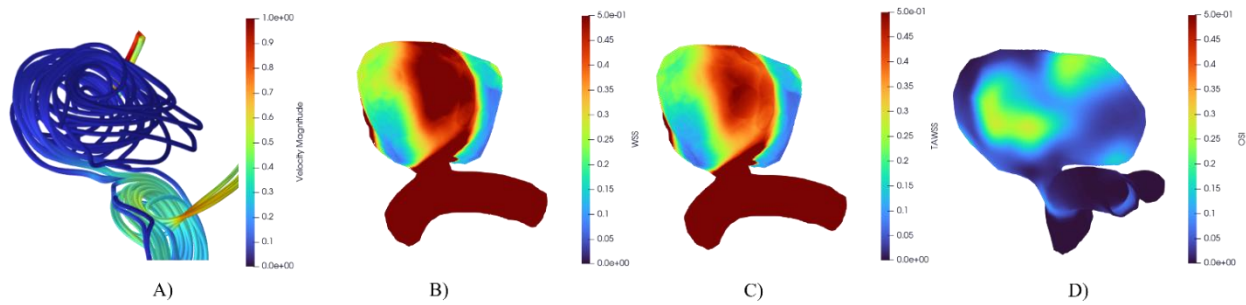 1.0e+00
0.9
0.8
0.7
0.6
0.5
0.4
0.3
0.2
0.1
0.0e+00
Velocity Magnitude
A)
5.0e-01
0.45
0.4
0.35
0.3
0.25
0.2
0.15
0.1
0.05
0.0e+00
WSS
B)
5.0e-01
0.45
0.4
0.35
0.3
0.25
0.2
0.15
0.1
0.05
0.0e+00
TAWSS
C)
5.0e-01
0.45
0.4
0.35
0.3
0.25
0.2
0.15
0.1
0.05
0.0e+00
OSI
D)